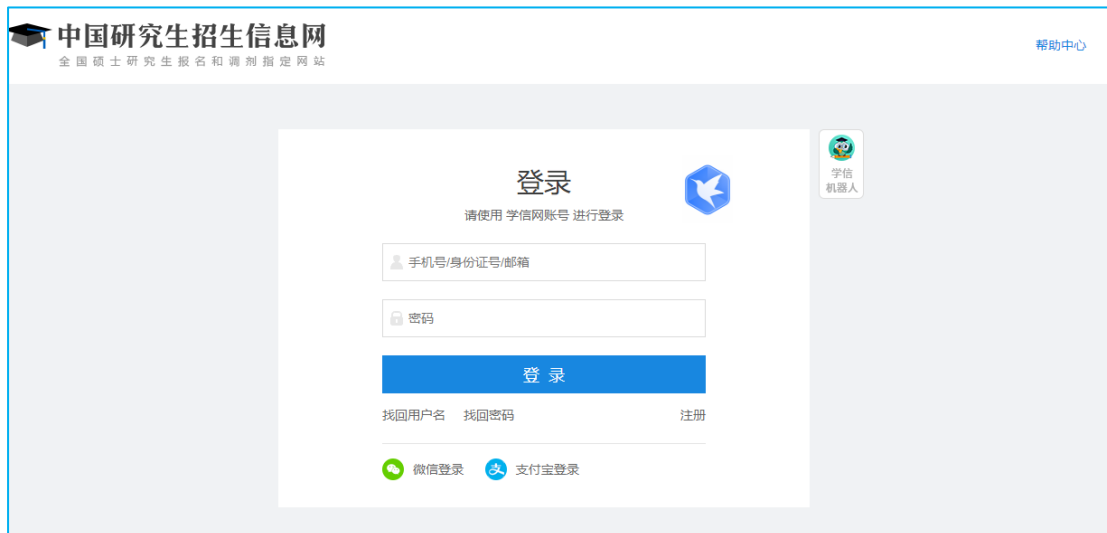 中国研究生招生信息网
全国硕士研究生报名和调剂指定网站
帮助中心
登录
请使用 学信网账号 进行登录
学信
机器人
手机号/身份证号/邮箱
密码
登 录
找回用户名 找回密码 注册
微信登录 支付宝登录